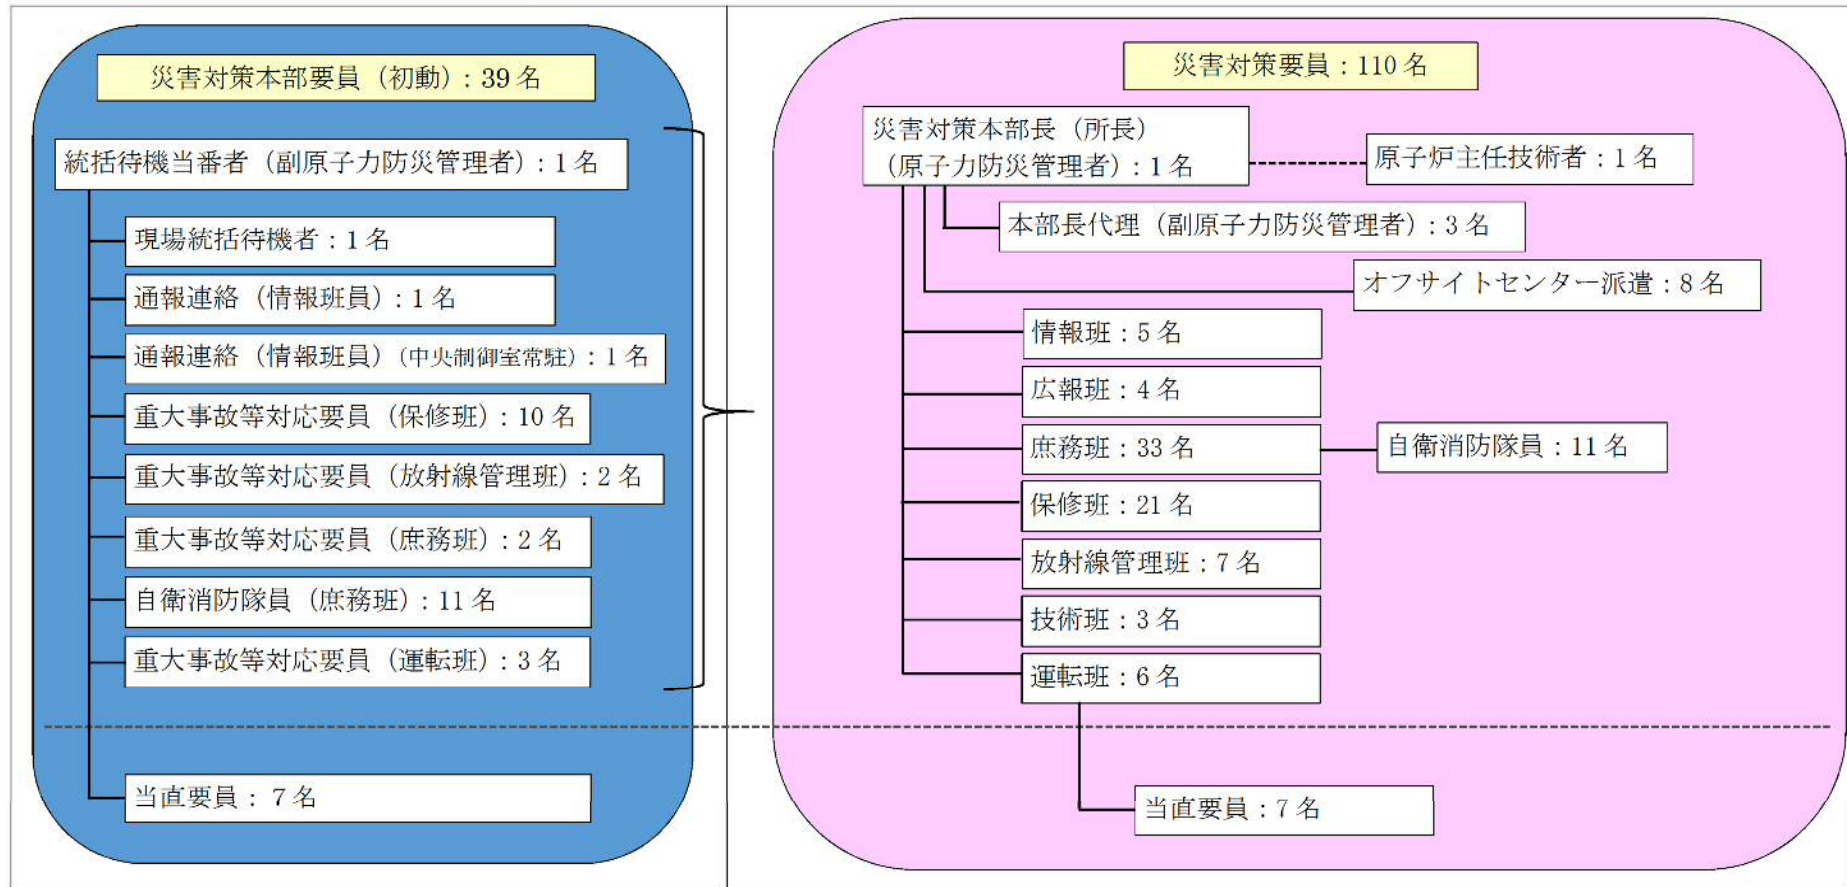 災害対策本部要員（初動）：39名
統括待機当番者（副原子力防災管理者）：1名
現場統括待機者：1名
通報連絡（情報班員）：1名
通報連絡（情報班員）（中央制御室常駐）：1名
重大事故等対応要員（保修班）：10名
重大事故等対応要員（放射線管理班）：2名
重大事故等対応要員（庶務班）：2名
自衛消防隊員（庶務班）：11名
重大事故等対応要員（運転班）：3名
当直要員：7名
災害対策要員：110名
災害対策本部長（所長）
（原子力防災管理者）：1名
原子炉主任技術者：1名
本部長代理（副原子力防災管理者）：3名
オフサイトセンター派遣：8名
情報班：5名
広報班：4名
庶務班：33名
自衛消防隊員：11名
保修班：21名
放射線管理班：7名
技術班：3名
運転班：6名
当直要員：7名